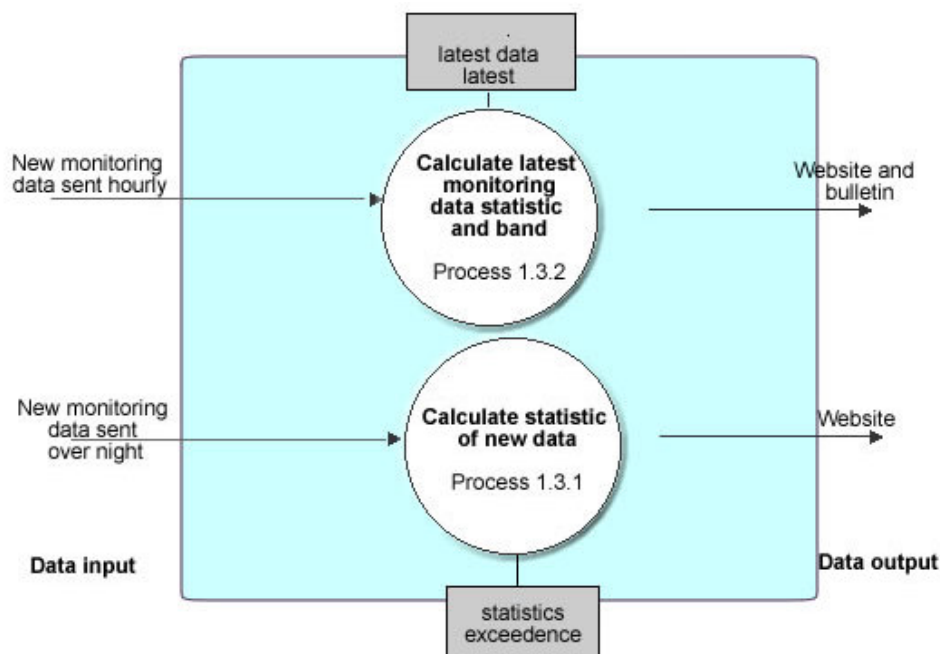 latest data
latest
New monitoring
data sent hourly
Calculate latest
monitoring
data statistic
and band
Process 1.3.2
Website and
bulletin
New monitoring
data sent
over night
Calculate statistic
of new data
Process 1.3.1
Website
Data input
Data output
statistics
exceedence